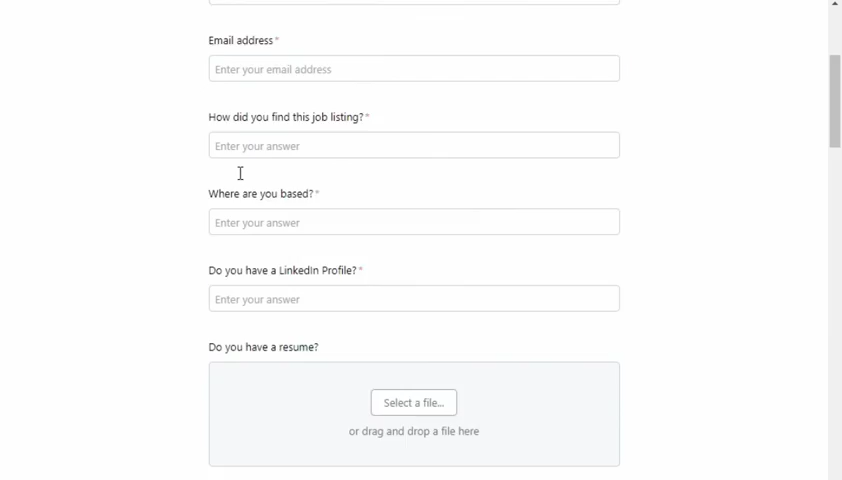 Email address*
Enter your email address
How did you find this job listing?*
Enter your answer
Where are you based?*
Enter your answer
Do you have a LinkedIn Profile?*
Enter your answer
Do you have a resume?
Select a file...
or drag and drop a file here